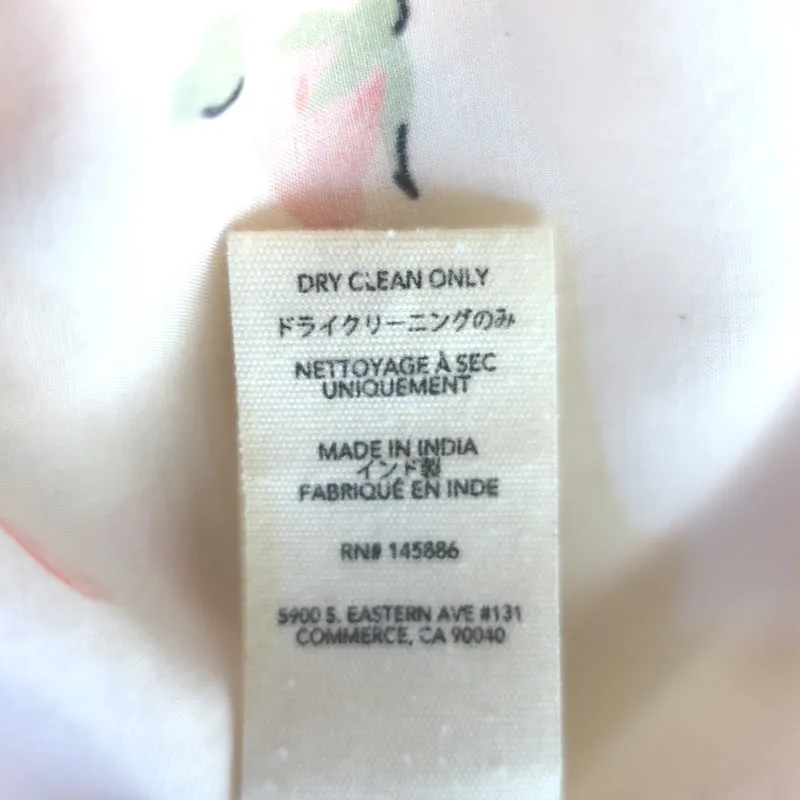 DRY CLEAN ONLY
ドライクリーニングのみ
NETTOYAGE À SEC
UNIQUEMENT
MADE IN INDIA
インド製
FABRIQUÉ EN INDE
RN# 145886
5900 S. EASTERN AVE #131
COMMERCE, CA 90040